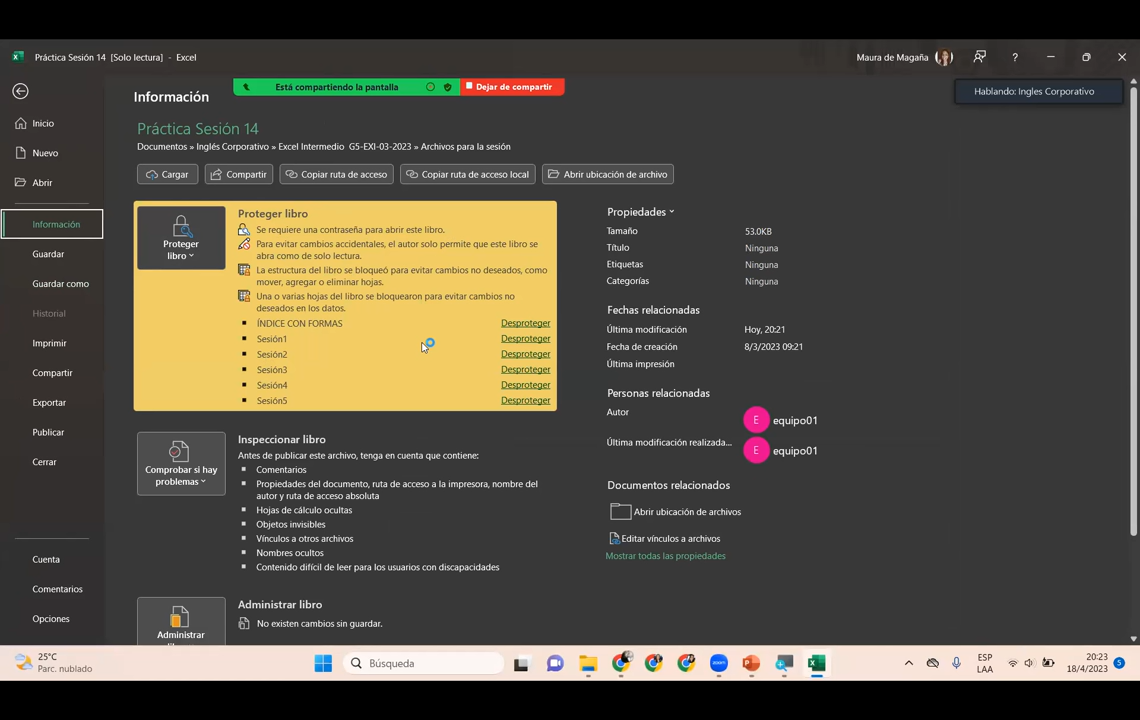 Práctica Sesión 14 [Solo lectura] - Excel
Maura de Magaña
?
Está compartiendo la pantalla
Dejar de compartir
Hablando: Ingles Corporativo
Inicio
Nuevo
Abrir
Información
Guardar
Guardar como
Historial
Imprimir
Compartir
Exportar
Publicar
Cerrar
Cuenta
Comentarios
Opciones
Información
Práctica Sesión 14
Documentos » Inglés Corporativo » Excel Intermedio G5-EXI-03-2023 » Archivos para la sesión
Cargar
Compartir
Copiar ruta de acceso
Copiar ruta de acceso local
Abrir ubicación de archivo
Proteger
libro
Proteger libro
Se requiere una contraseña para abrir este libro.
Para evitar cambios accidentales, el autor solo permite que este libro se
abra como de solo lectura.
La estructura del libro se bloqueó para evitar cambios no deseados, como
mover, agregar o eliminar hojas.
Una o varias hojas del libro se bloquearon para evitar cambios no
deseados en los datos.
ÍNDICE CON FORMAS Desproteger
Sesión1 Desproteger
Sesión2 Desproteger
Sesión3 Desproteger
Sesión4 Desproteger
Sesión5 Desproteger
Comprobar si hay
problemas
Inspeccionar libro
Antes de publicar este archivo, tenga en cuenta que contiene:
Comentarios
Propiedades del documento, ruta de acceso a la impresora, nombre del
autor y ruta de acceso absoluta
Hojas de cálculo ocultas
Objetos invisibles
Vínculos a otros archivos
Nombres ocultos
Contenido difícil de leer para los usuarios con discapacidades
Administrar
Administrar libro
No existen cambios sin guardar.
Propiedades
Tamaño 53.0KB
Título Ninguna
Etiquetas Ninguna
Categorías Ninguna
Fechas relacionadas
Última modificación Hoy, 20:21
Fecha de creación 8/3/2023 09:21
Última impresión
Personas relacionadas
Autor
E equipo01
Última modificación realizada...
E equipo01
Documentos relacionados
Abrir ubicación de archivos
Editar vínculos a archivos
Mostrar todas las propiedades
25°C
Parc. nublado
Búsqueda
zoom
ESP
LAA
20:23
18/4/2023
5